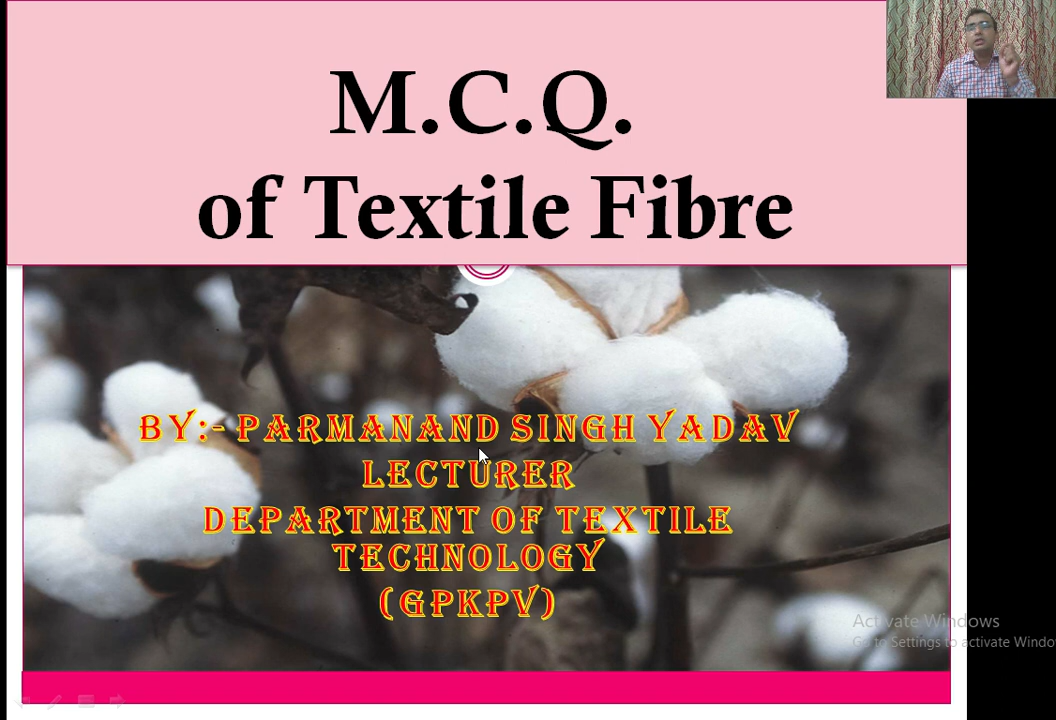 M.C.Q.
of Textile Fibre
BY:- PARMANAND SINGH YADAV
LECTURER
DEPARTMENT OF TEXTILE
TECHNOLOGY
(GPKPV)
Activate Windows
Go to Settings to activate Windo